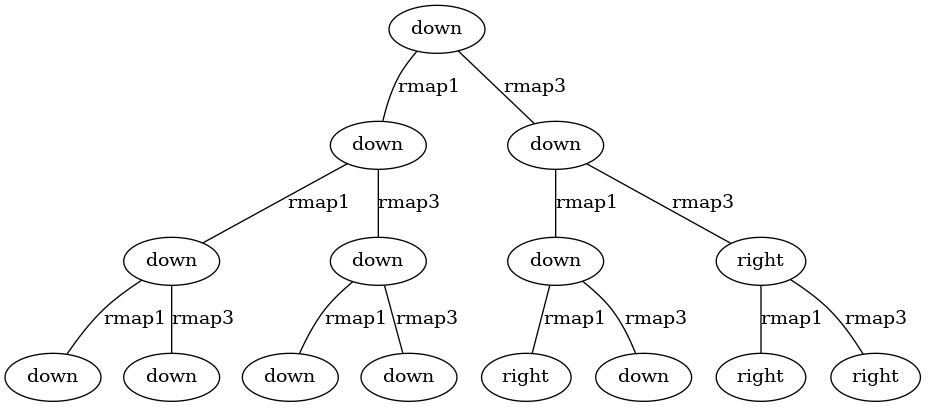 down
rmap1 rmap3
down down
rmap1 rmap3 rmap1 rmap3
down down down right
rmap1 rmap3 rmap1 rmap3 rmap1 rmap3 rmap1 rmap3
down down down down right down right right